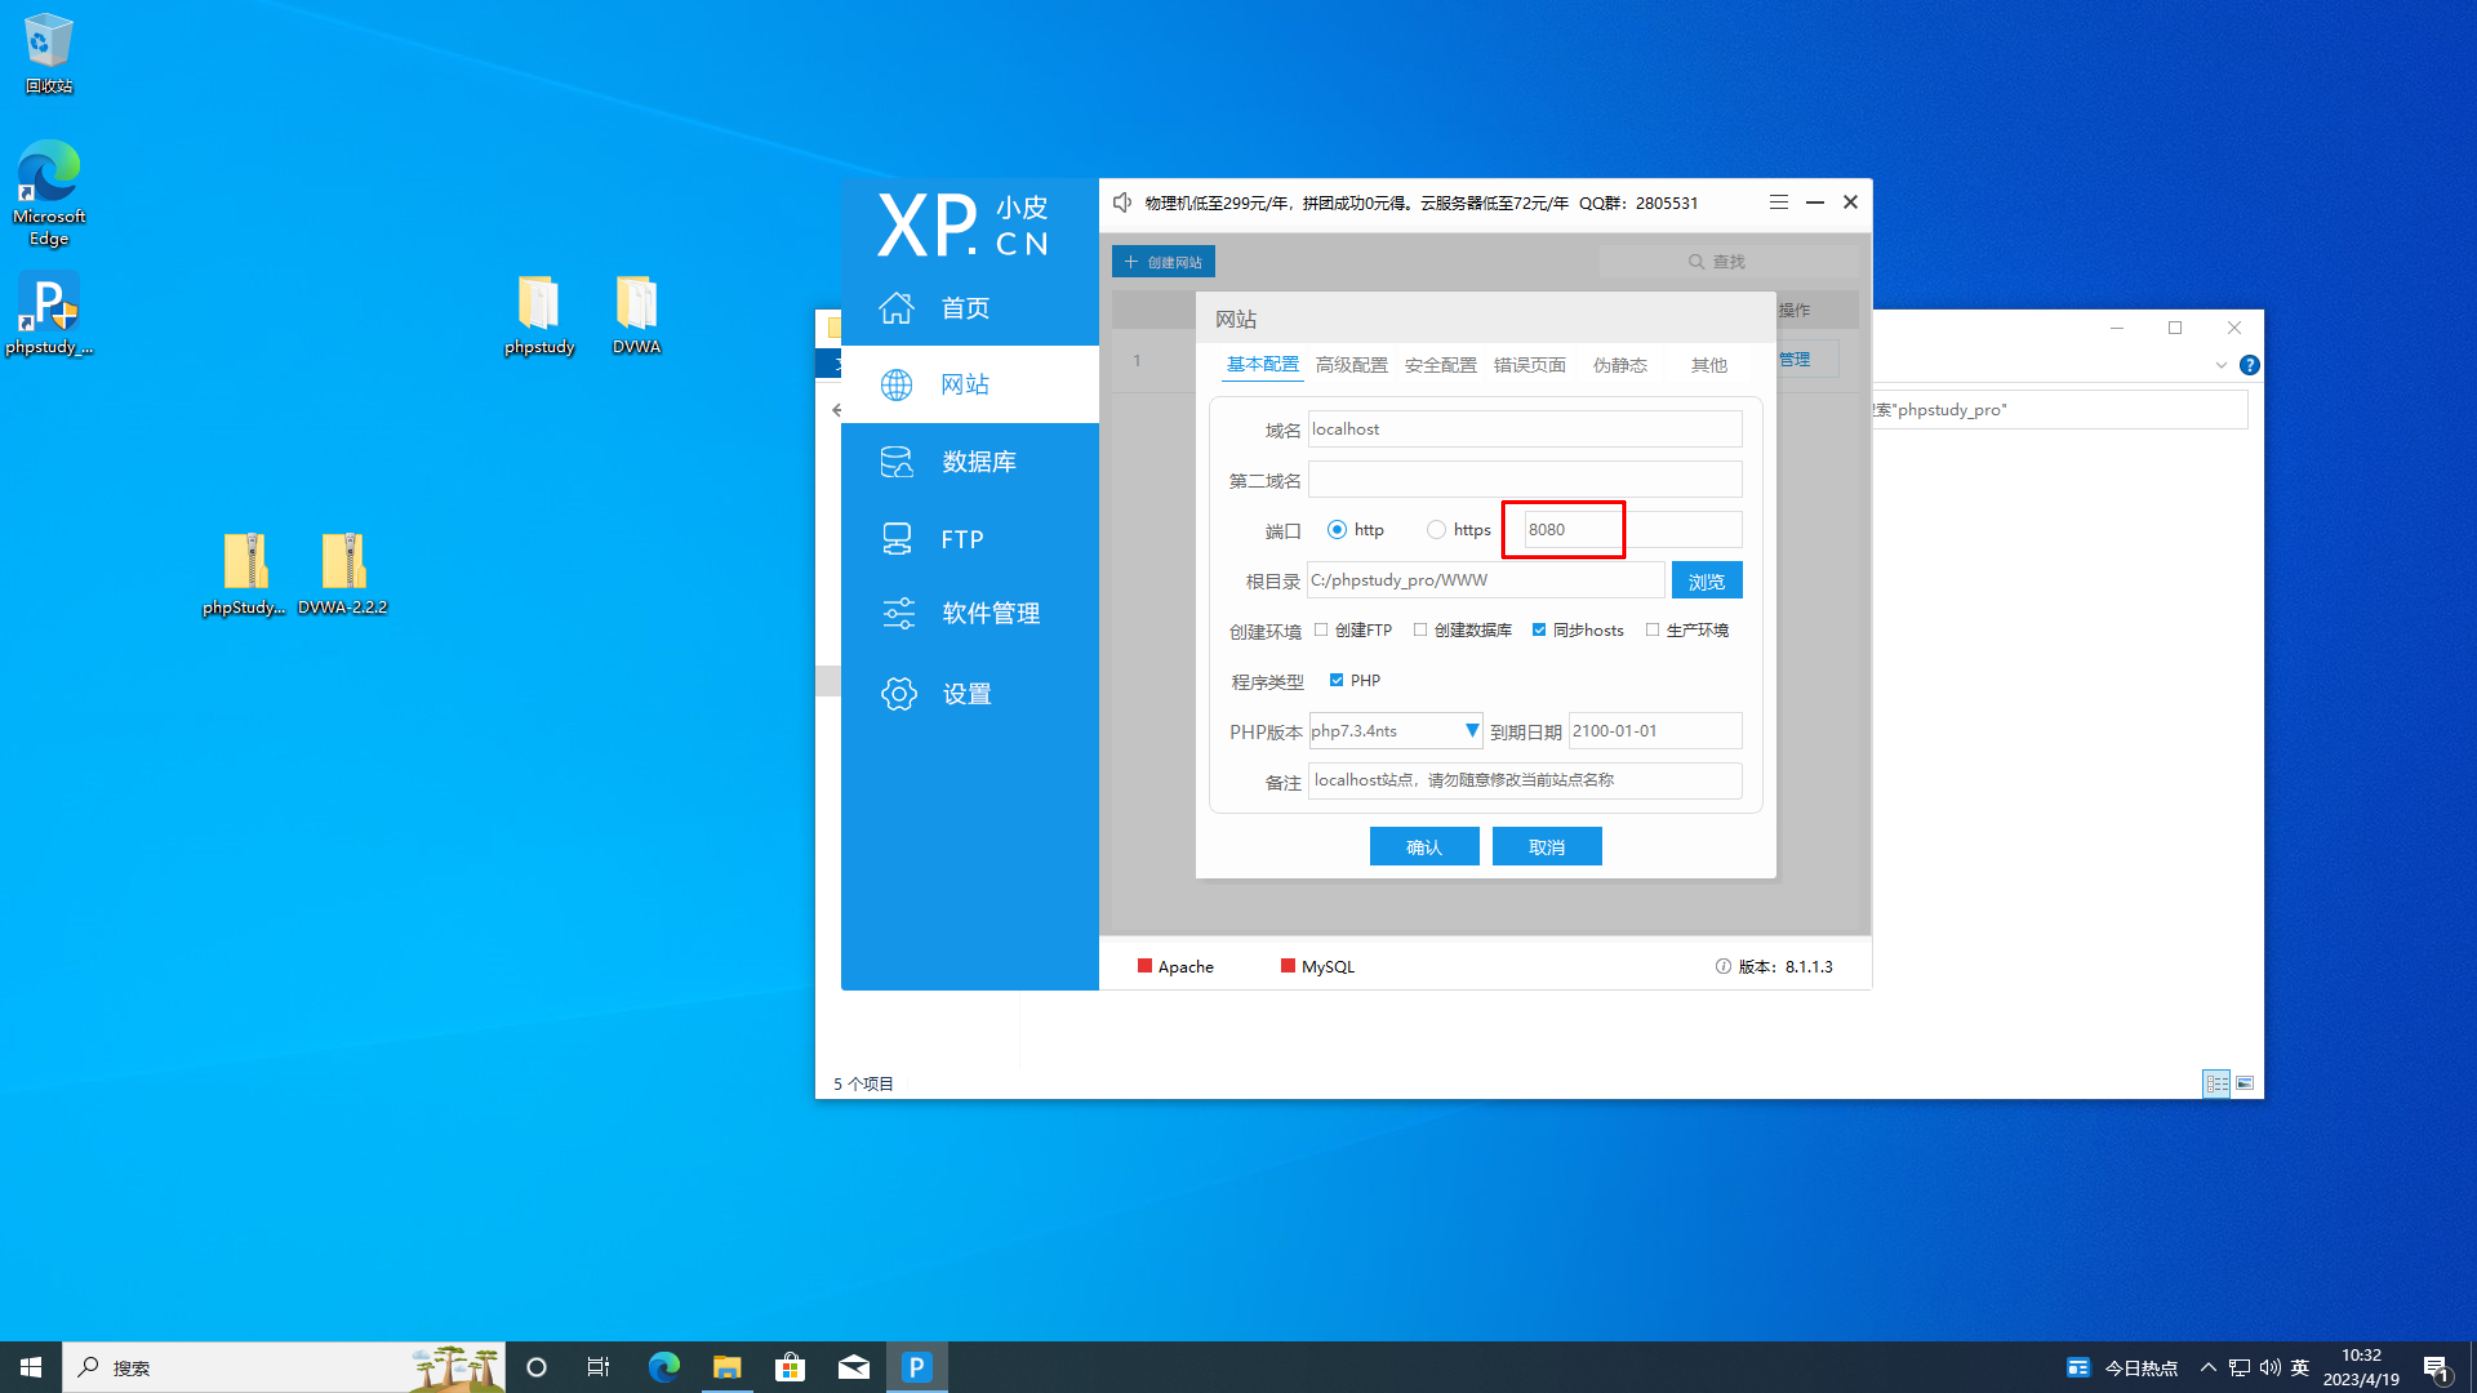 回收站
Microsoft
Edge
phpstudy_...
phpstudy
DVWA
phpStudy...
DVWA-2.2.2
XP.
小皮
CN
首页
网站
数据库
FTP
软件管理
设置
物理机低至299元/年，拼团成功0元得。云服务器低至72元/年 QQ群：2805531
创建网站
查找
操作
1
管理
网站
基本配置 高级配置 安全配置 错误页面 伪静态 其他
域名 localhost
第二域名
端口 http https 8080
根目录 C:/phpstudy_pro/WWW 浏览
创建环境 创建FTP 创建数据库 同步hosts 生产环境
程序类型 PHP
PHP版本 php7.3.4nts 到期日期 2100-01-01
备注 localhost站点，请勿随意修改当前站点名称
确认 取消
Apache MySQL 版本：8.1.1.3
索"phpstudy_pro"
5 个项目
搜索
今日热点
英
10:32
2023/4/19
1